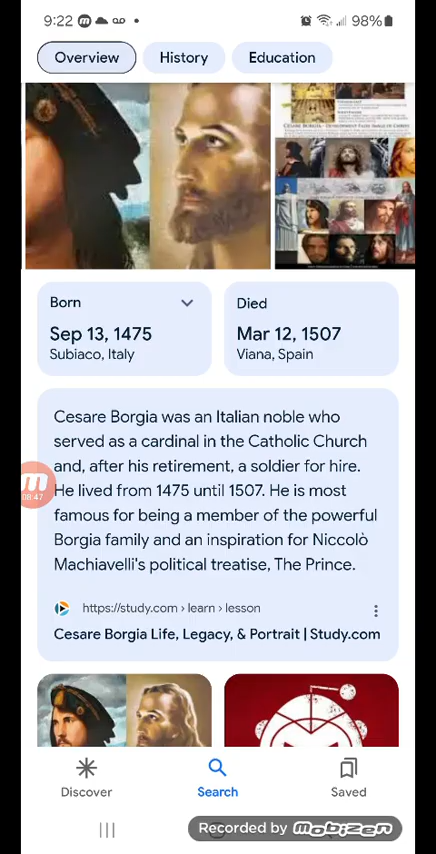 9:22
98%
Overview
History
Education
CESARE BORGIA
Born
Died
Sep 13, 1475
Mar 12, 1507
Subiaco, Italy
Viana, Spain
Cesare Borgia was an Italian noble who
served as a cardinal in the Catholic Church
and, after his retirement, a soldier for hire.
He lived from 1475 until 1507. He is most
famous for being a member of the powerful
Borgia family and an inspiration for Niccolò
Machiavelli's political treatise, The Prince.
08:47
https://study.com › learn › lesson
Cesare Borgia Life, Legacy, & Portrait | Study.com
Discover
Search
Saved
Recorded by mobizen